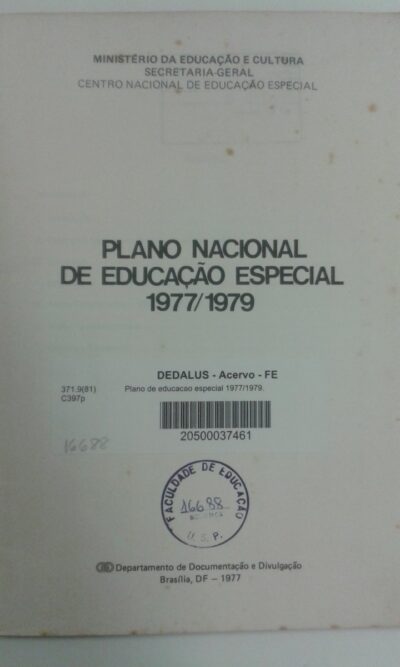 MINISTÉRIO DA EDUCAÇÃO E CULTURA
SECRETARIA-GERAL
CENTRO NACIONAL DE EDUCAÇÃO ESPECIAL
PLANO NACIONAL
DE EDUCAÇÃO ESPECIAL
1977/1979
DEDALUS - Acervo - FE
371.9(81) Plano de educacao especial 1977/1979.
C397p
20500037461
16688
FACULDADE DE EDUCAÇÃO
16688
U.S.P.
Departamento de Documentação e Divulgação
Brasília, DF – 1977